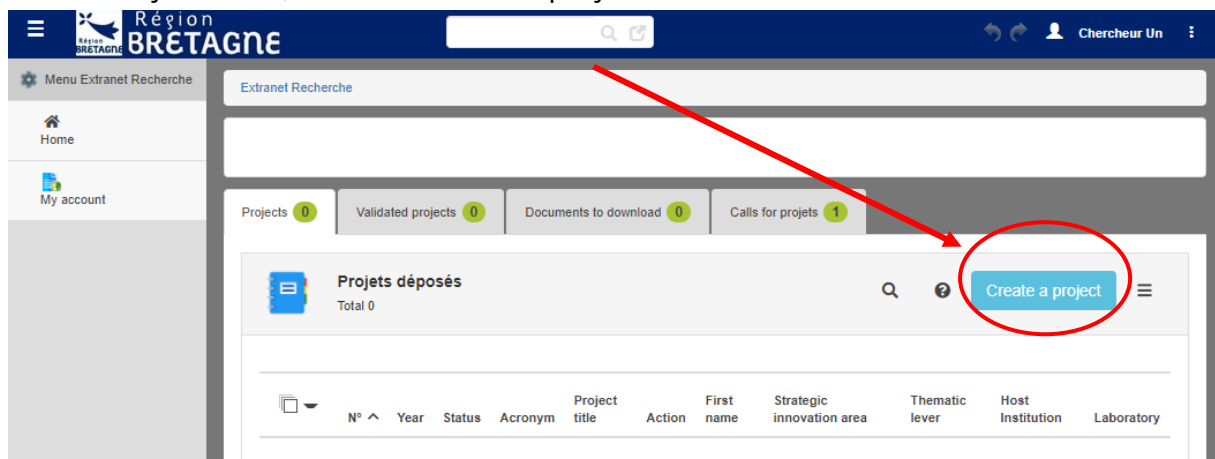 Région
BRETAGNE
Région
BRETAGNE
Chercheur Un
Menu Extranet Recherche
Extranet Recherche
Home
My account
Projects 0
Validated projects 0
Documents to download 0
Calls for projets 1
Projets déposés
Total 0
Create a project
N° Year Status Acronym Project title Action First name Strategic innovation area Thematic lever Host Institution Laboratory